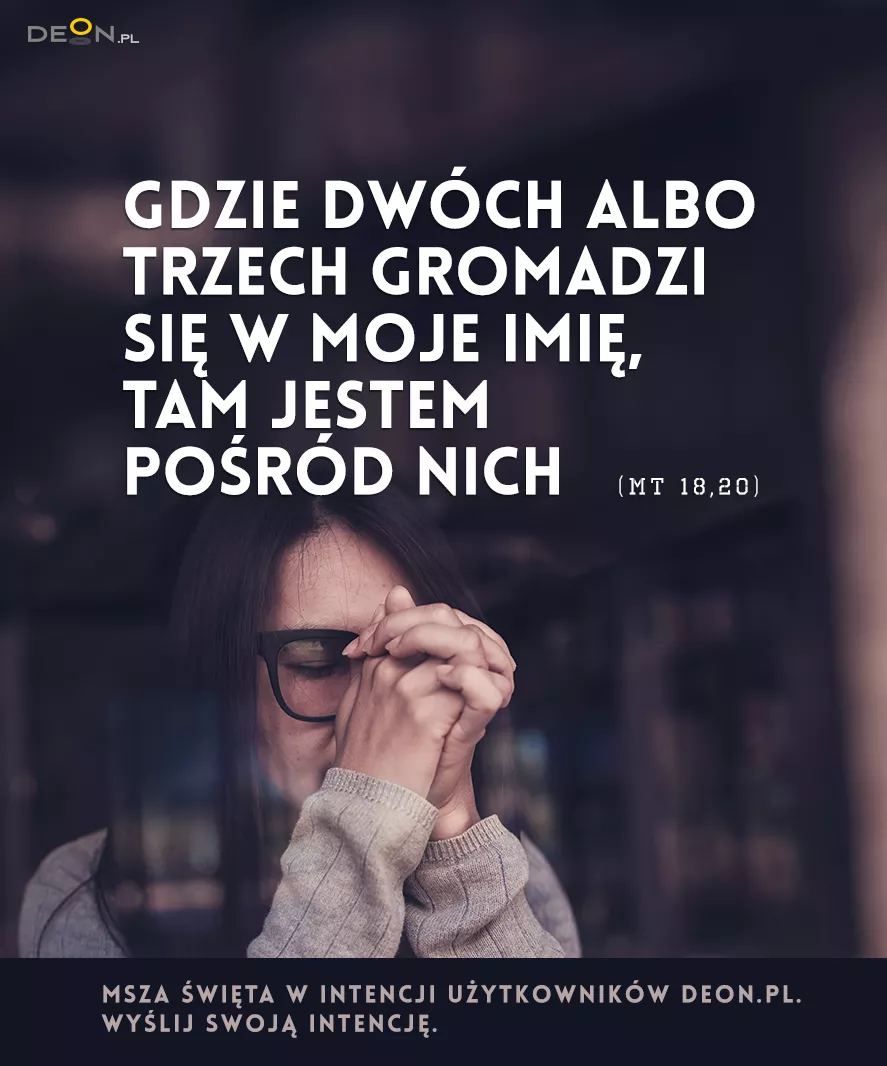 DEON.PL
GDZIE DWÓCH ALBO
TRZECH GROMADZI
SIĘ W MOJE IMIĘ,
TAM JESTEM
POŚRÓD NICH (MT 18,20)
MSZA ŚWIĘTA W INTENCJI UŻYTKOWNIKÓW DEON.PL.
WYŚLIJ SWOJĄ INTENCJĘ.